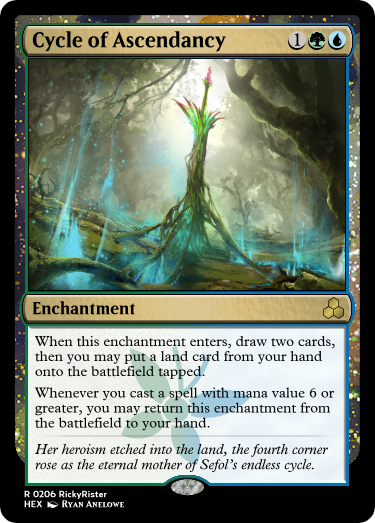 Cycle of Ascendancy 1
Enchantment
When this enchantment enters, draw two cards,
then you may put a land card from your hand
onto the battlefield tapped.
Whenever you cast a spell with mana value 6 or
greater, you may return this enchantment from
the battlefield to your hand.
Her heroism etched into the land, the fourth corner
rose as the eternal mother of Sefol's endless cycle.
R 0206 RickyRister
HEX Ryan Anelowe